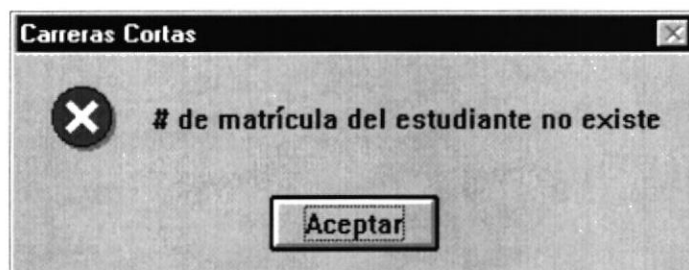 Carreras Cortas
# de matrícula del estudiante no existe
Aceptar